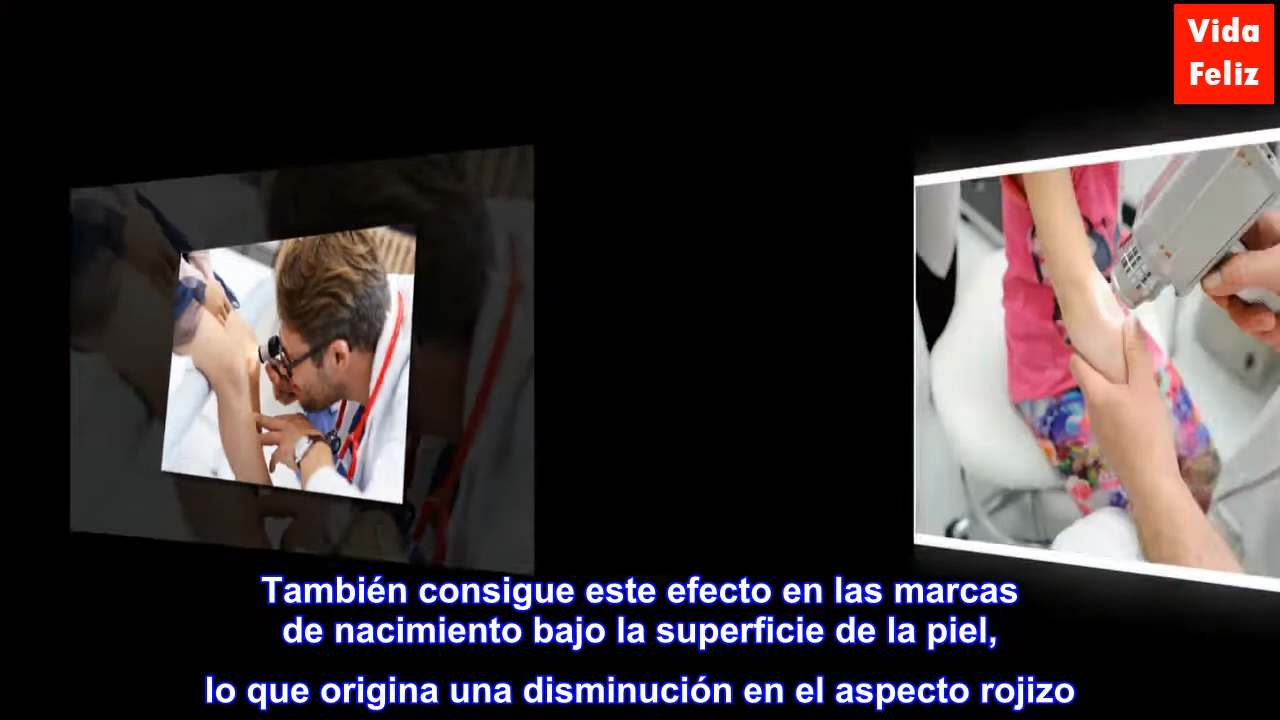 Vida
Feliz
También consigue este efecto en las marcas
de nacimiento bajo la superficie de la piel,
lo que origina una disminución en el aspecto rojizo